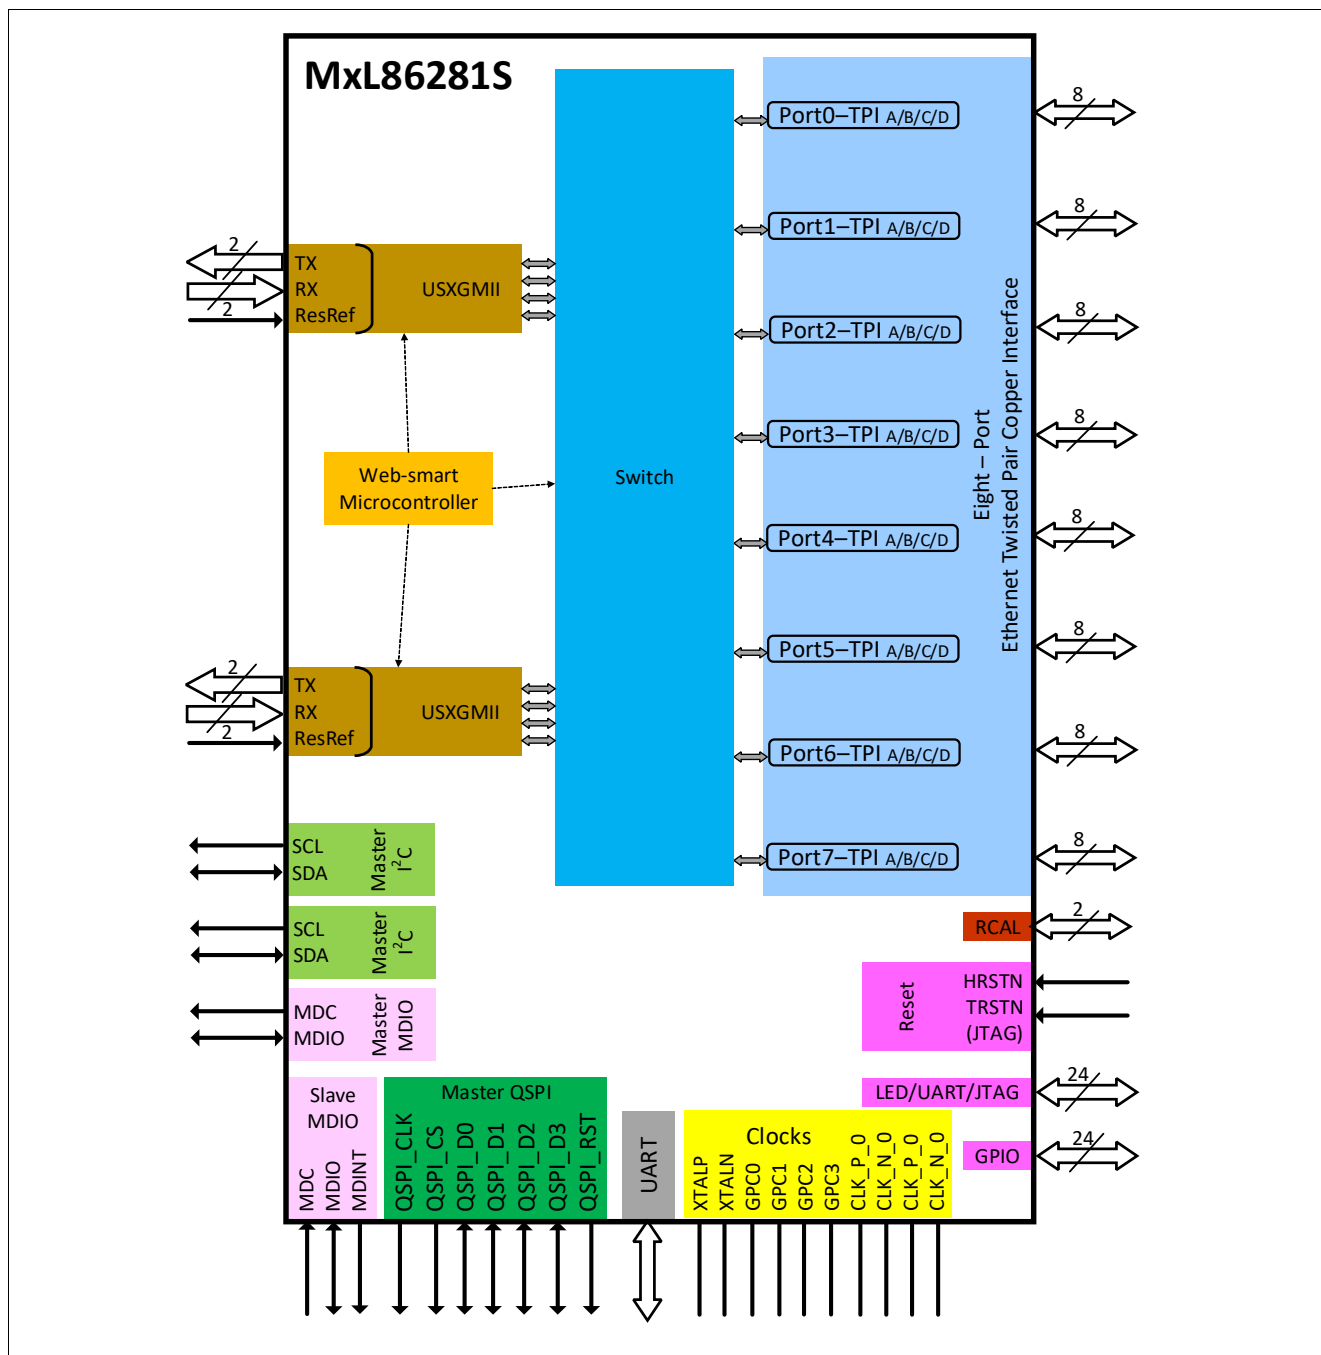 MxL86281S
Port0–TPI A/B/C/D
8
Port1–TPI A/B/C/D
8
2
TX
RX
ResRef
2
USXGMII
Port2–TPI A/B/C/D
8
Port3–TPI A/B/C/D
8
Web-smart
Microcontroller
Switch
Eight – Port
Ethernet Twisted Pair Copper Interface
Port4–TPI A/B/C/D
8
Port5–TPI A/B/C/D
8
2
TX
RX
ResRef
2
USXGMII
Port6–TPI A/B/C/D
8
Port7–TPI A/B/C/D
8
SCL
SDA
Master
I²C
RCAL
2
SCL
SDA
Master
I²C
HRSTN
TRSTN
(JTAG)
Reset
MDC
MDIO
Master
MDIO
LED/UART/JTAG
24
GPIO
24
Slave
MDIO
MDC
MDIO
MDINT
Master QSPI
QSPI_CLK
QSPI_CS
QSPI_D0
QSPI_D1
QSPI_D2
QSPI_D3
QSPI_RST
UART
Clocks
XTALP
XTALN
GPC0
GPC1
GPC2
GPC3
CLK_P_0
CLK_N_0
CLK_P_0
CLK_N_0